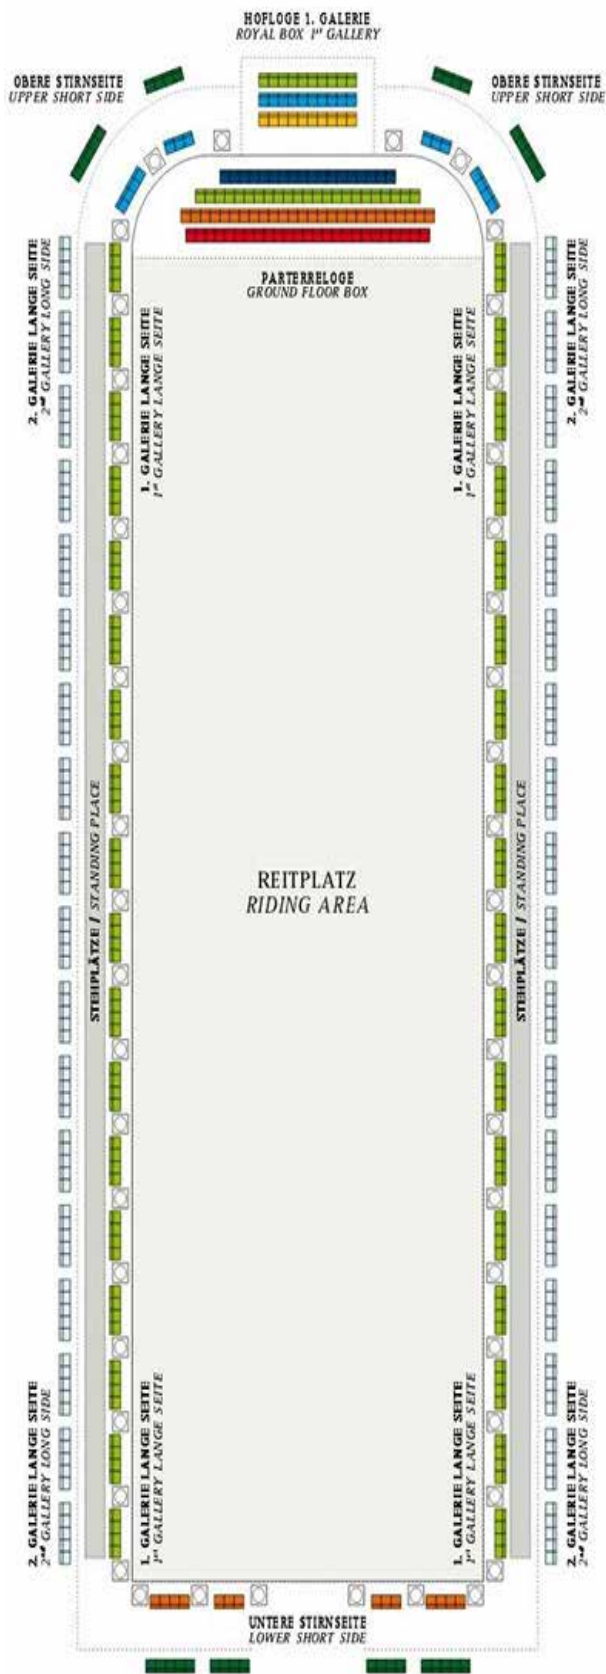 HOFLOGE 1. GALERIE
ROYAL BOX 1st GALLERY
OBERE STIRNSEITE
UPPER SHORT SIDE
OBERE STIRNSEITE
UPPER SHORT SIDE
PARTERRELOGE
GROUND FLOOR BOX
2. GALERIE LANGE SEITE
2nd GALLERY LONG SIDE
1. GALERIE LANGE SEITE
1st GALLERY LANGE SEITE
1. GALERIE LANGE SEITE
1st GALLERY LANGE SEITE
2. GALERIE LANGE SEITE
2nd GALLERY LONG SIDE
STEHPLÄTZE / STANDING PLACE
REITPLATZ
RIDING AREA
STEHPLÄTZE / STANDING PLACE
2. GALERIE LANGE SEITE
2nd GALLERY LONG SIDE
1. GALERIE LANGE SEITE
1st GALLERY LANGE SEITE
1. GALERIE LANGE SEITE
1st GALLERY LANGE SEITE
2. GALERIE LANGE SEITE
2nd GALLERY LONG SIDE
UNTERE STIRNSEITE
LOWER SHORT SIDE